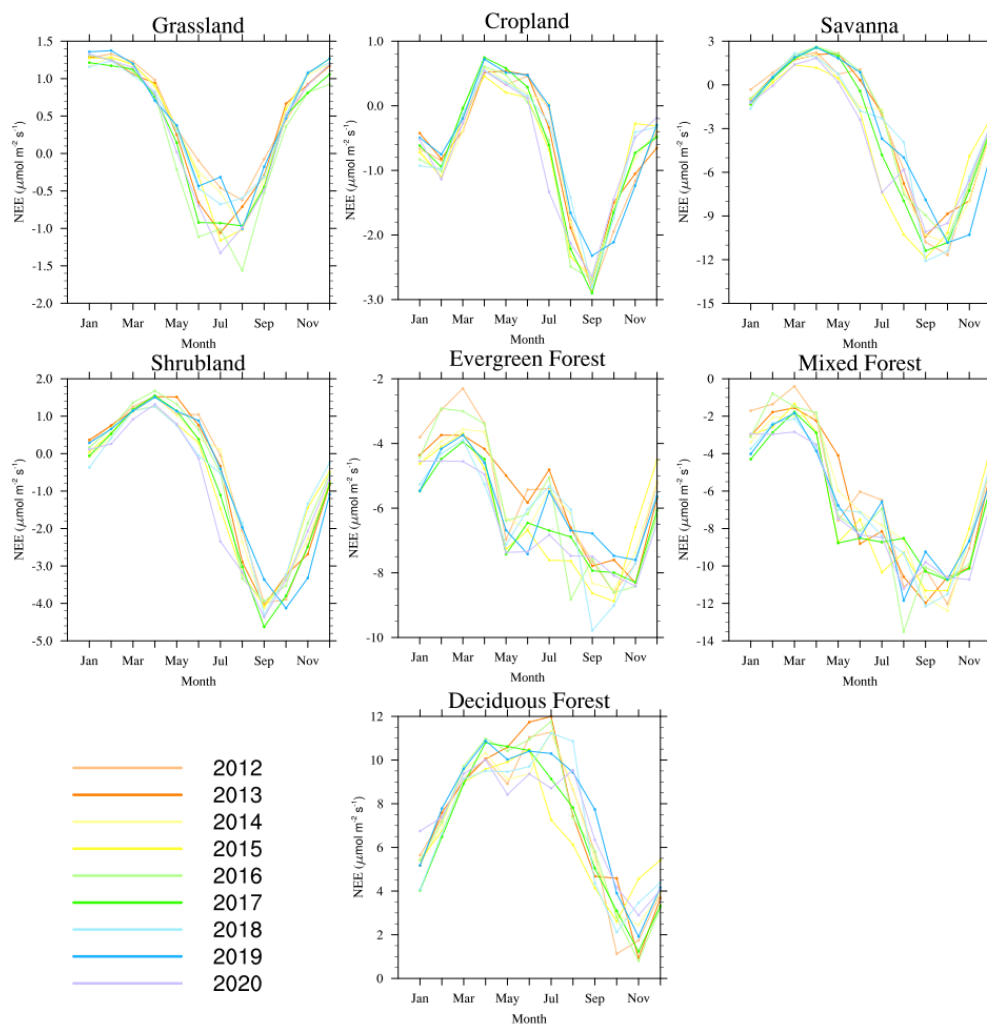 Grassland
NEE (μmol m⁻² s⁻¹)
1.5
1.0
0.5
0.0
-0.5
-1.0
-1.5
-2.0
Jan Mar May Jul Sep Nov
Month
Cropland
NEE (μmol m⁻² s⁻¹)
1.0
0.0
-1.0
-2.0
-3.0
Jan Mar May Jul Sep Nov
Month
Savanna
NEE (μmol m⁻² s⁻¹)
3
0
-3
-6
-9
-12
-15
Jan Mar May Jul Sep Nov
Month
Shrubland
NEE (μmol m⁻² s⁻¹)
2.0
1.0
0.0
-1.0
-2.0
-3.0
-4.0
-5.0
Jan Mar May Jul Sep Nov
Month
Evergreen Forest
NEE (μmol m⁻² s⁻¹)
-2
-4
-6
-8
-10
Jan Mar May Jul Sep Nov
Month
Mixed Forest
NEE (μmol m⁻² s⁻¹)
0
-2
-4
-6
-8
-10
-12
-14
Jan Mar May Jul Sep Nov
Month
Deciduous Forest
NEE (μmol m⁻² s⁻¹)
12
10
8
6
4
2
0
Jan Mar May Jul Sep Nov
Month
2012
2013
2014
2015
2016
2017
2018
2019
2020